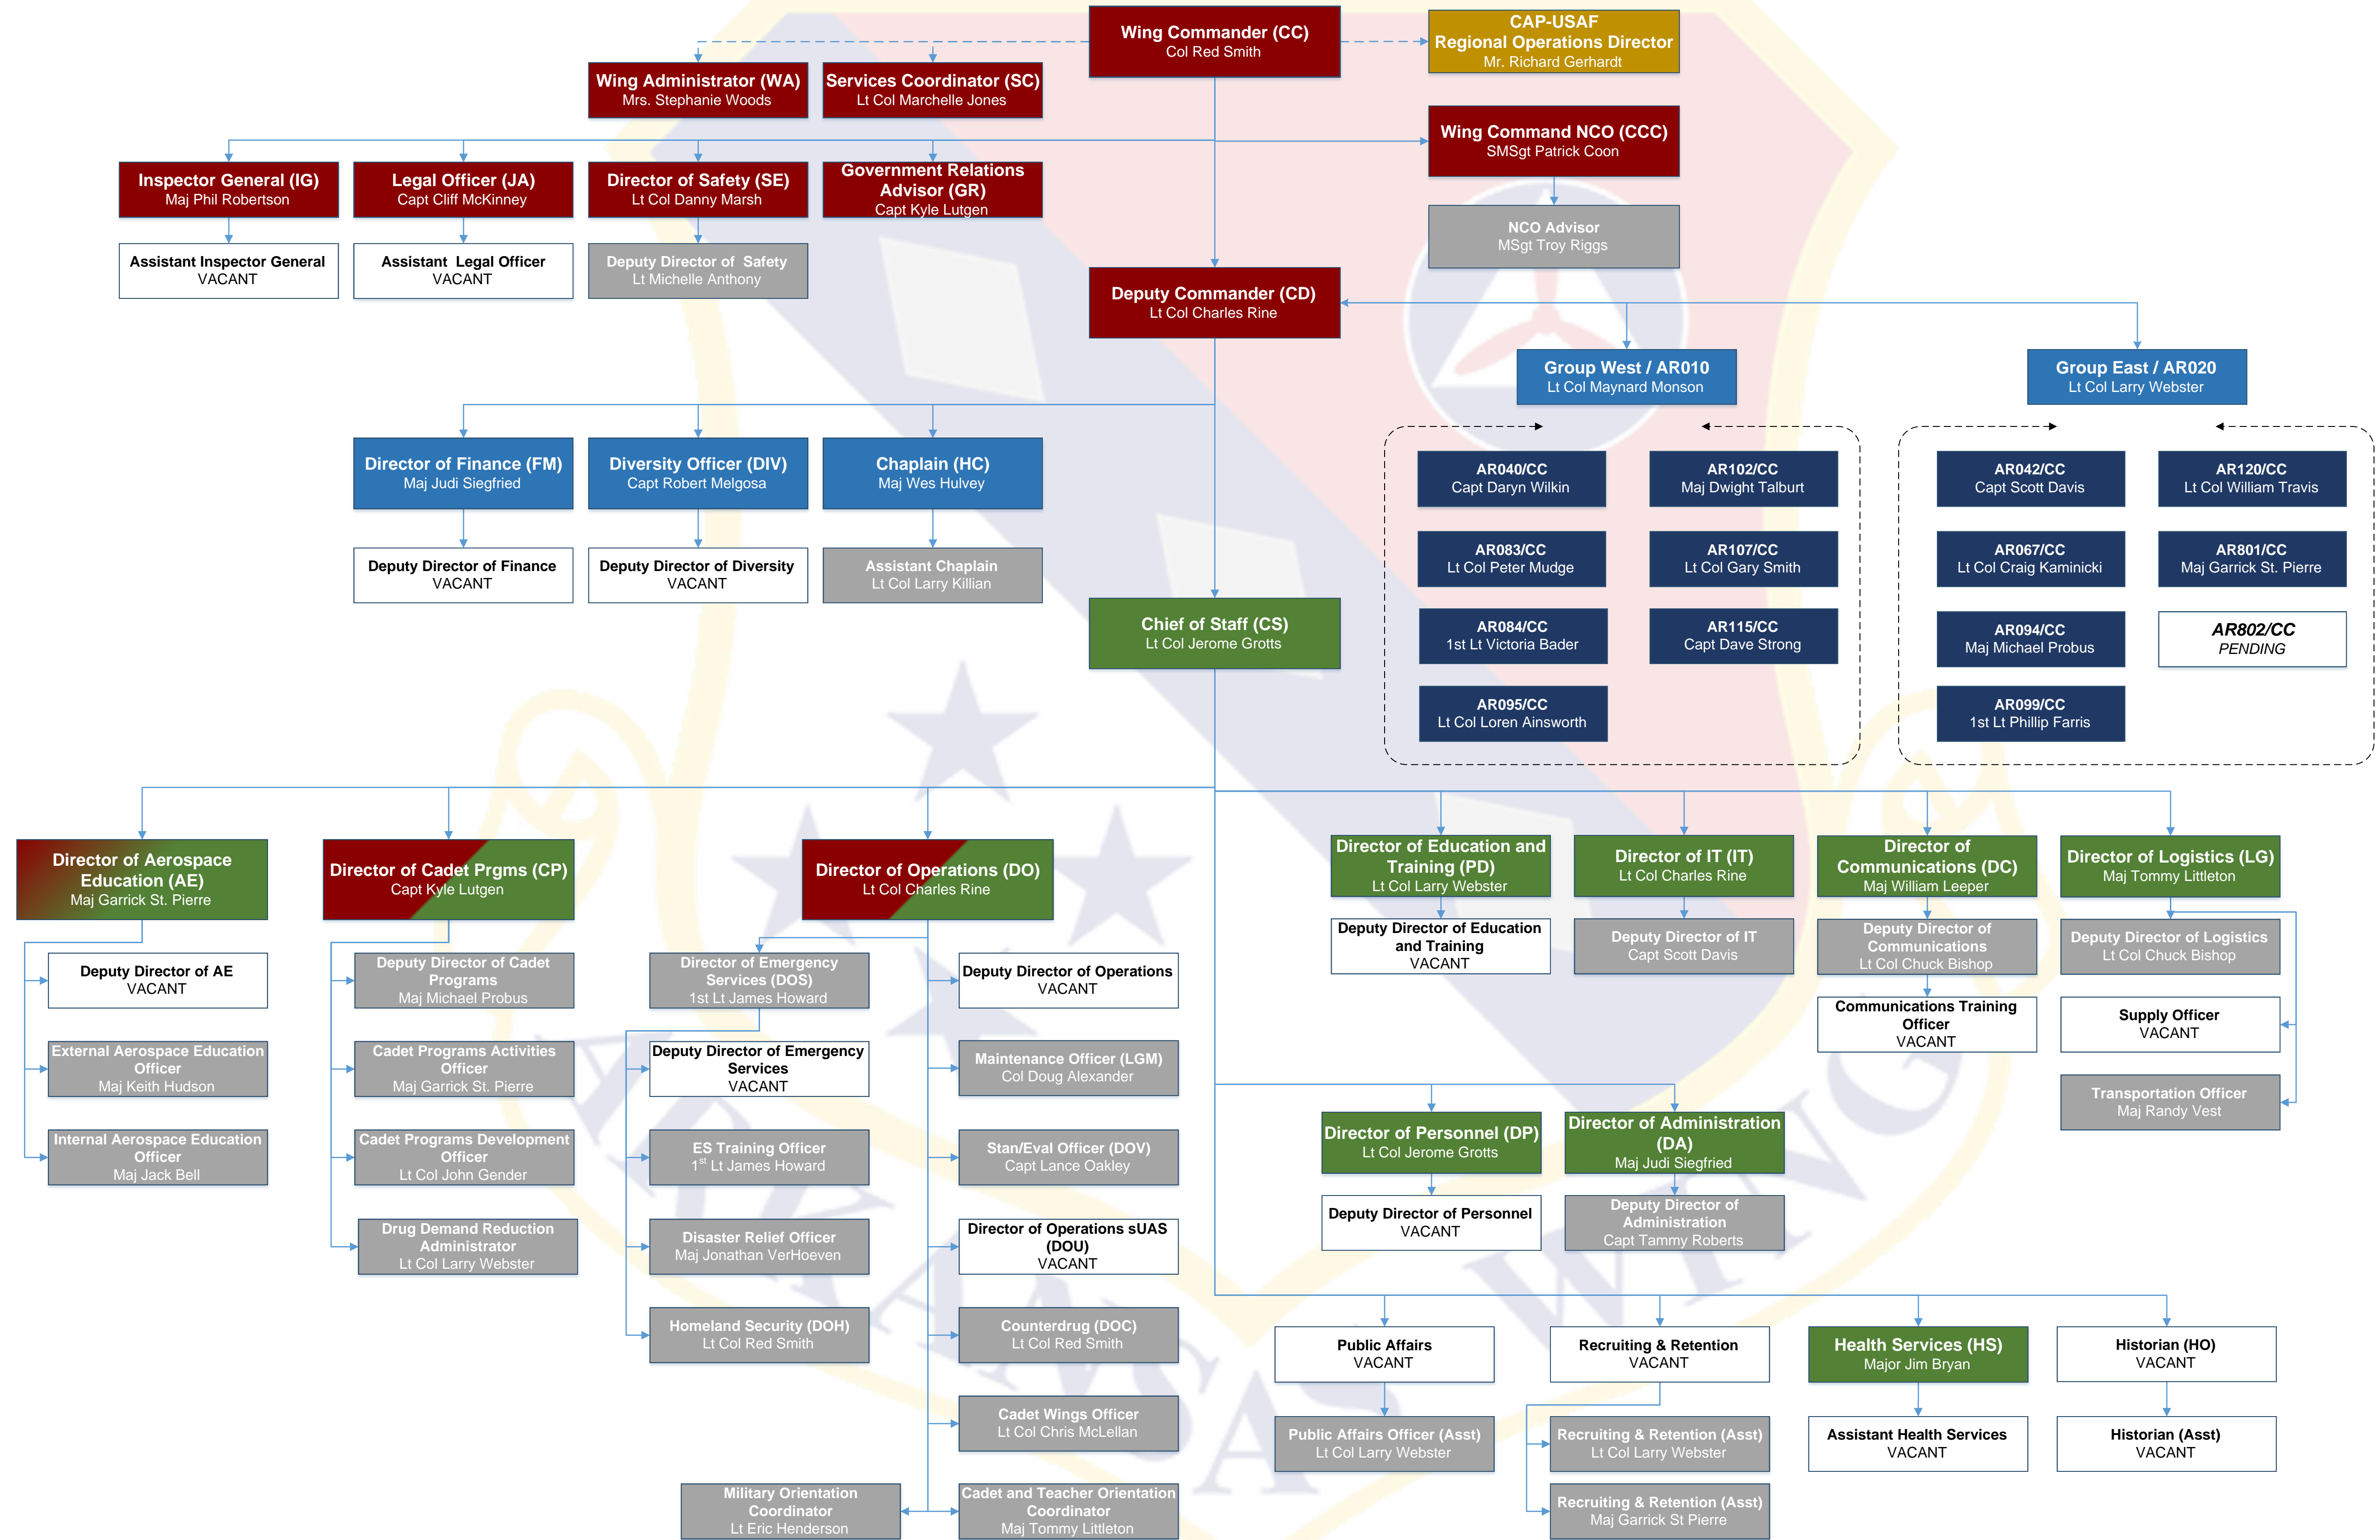 Wing Commander (CC)
Col Red Smith
CAP-USAF
Regional Operations Director
Mr. Richard Gerhardt
Wing Administrator (WA)
Mrs. Stephanie Woods
Services Coordinator (SC)
Lt Col Marchelle Jones
Wing Command NCO (CCC)
SMSgt Patrick Coon
Inspector General (IG)
Maj Phil Robertson
Legal Officer (JA)
Capt Cliff McKinney
Director of Safety (SE)
Lt Col Danny Marsh
Government Relations
Advisor (GR)
Capt Kyle Lutgen
NCO Advisor
MSgt Troy Riggs
Assistant Inspector General
VACANT
Assistant Legal Officer
VACANT
Deputy Director of Safety
Lt Michelle Anthony
Deputy Commander (CD)
Lt Col Charles Rine
Group West / AR010
Lt Col Maynard Monson
Group East / AR020
Lt Col Larry Webster
Director of Finance (FM)
Maj Judi Siegfried
Diversity Officer (DIV)
Capt Robert Melgosa
Chaplain (HC)
Maj Wes Hulvey
Deputy Director of Finance
VACANT
Deputy Director of Diversity
VACANT
Assistant Chaplain
Lt Col Larry Killian
AR040/CC
Capt Daryn Wilkin
AR102/CC
Maj Dwight Talburt
AR083/CC
Lt Col Peter Mudge
AR107/CC
Lt Col Gary Smith
AR084/CC
1st Lt Victoria Bader
AR115/CC
Capt Dave Strong
AR095/CC
Lt Col Loren Ainsworth
AR042/CC
Capt Scott Davis
AR120/CC
Lt Col William Travis
AR067/CC
Lt Col Craig Kaminicki
AR801/CC
Maj Garrick St. Pierre
AR094/CC
Maj Michael Probus
AR802/CC
PENDING
AR099/CC
1st Lt Phillip Farris
Chief of Staff (CS)
Lt Col Jerome Grotts
Director of Aerospace
Education (AE)
Maj Garrick St. Pierre
Director of Cadet Prgms (CP)
Capt Kyle Lutgen
Director of Operations (DO)
Lt Col Charles Rine
Director of Education and
Training (PD)
Lt Col Larry Webster
Director of IT (IT)
Lt Col Charles Rine
Director of
Communications (DC)
Maj William Leeper
Director of Logistics (LG)
Maj Tommy Littleton
Deputy Director of AE
VACANT
External Aerospace Education
Officer
Maj Keith Hudson
Internal Aerospace Education
Officer
Maj Jack Bell
Deputy Director of Cadet
Programs
Maj Michael Probus
Cadet Programs Activities
Officer
Maj Garrick St. Pierre
Cadet Programs Development
Officer
Lt Col John Gender
Drug Demand Reduction
Administrator
Lt Col Larry Webster
Director of Emergency
Services (DOS)
1st Lt James Howard
Deputy Director of Emergency
Services
VACANT
ES Training Officer
1st Lt James Howard
Disaster Relief Officer
Maj Jonathan VerHoeven
Homeland Security (DOH)
Lt Col Red Smith
Deputy Director of Operations
VACANT
Maintenance Officer (LGM)
Col Doug Alexander
Stan/Eval Officer (DOV)
Capt Lance Oakley
Director of Operations sUAS
(DOU)
VACANT
Counterdrug (DOC)
Lt Col Red Smith
Cadet Wings Officer
Lt Col Chris McLellan
Military Orientation
Coordinator
Lt Eric Henderson
Cadet and Teacher Orientation
Coordinator
Maj Tommy Littleton
Deputy Director of Education
and Training
VACANT
Deputy Director of IT
Capt Scott Davis
Deputy Director of
Communications
Lt Col Chuck Bishop
Communications Training
Officer
VACANT
Deputy Director of Logistics
Lt Col Chuck Bishop
Supply Officer
VACANT
Transportation Officer
Maj Randy Vest
Director of Personnel (DP)
Lt Col Jerome Grotts
Director of Administration
(DA)
Maj Judi Siegfried
Deputy Director of Personnel
VACANT
Deputy Director of
Administration
Capt Tammy Roberts
Public Affairs
VACANT
Recruiting & Retention
VACANT
Health Services (HS)
Major Jim Bryan
Historian (HO)
VACANT
Public Affairs Officer (Asst)
Lt Col Larry Webster
Recruiting & Retention (Asst)
Lt Col Larry Webster
Assistant Health Services
VACANT
Historian (Asst)
VACANT
Recruiting & Retention (Asst)
Maj Garrick St Pierre
ARKANSAS WING